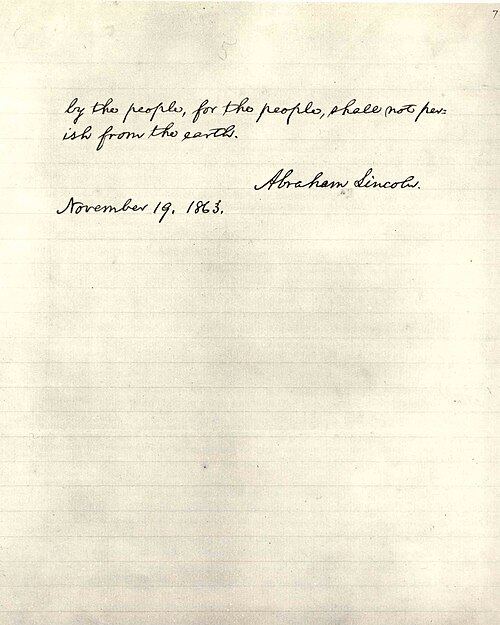 7
by the people, for the people, shall not per=
ish from the earth.
Abraham Lincoln.
November 19. 1863.